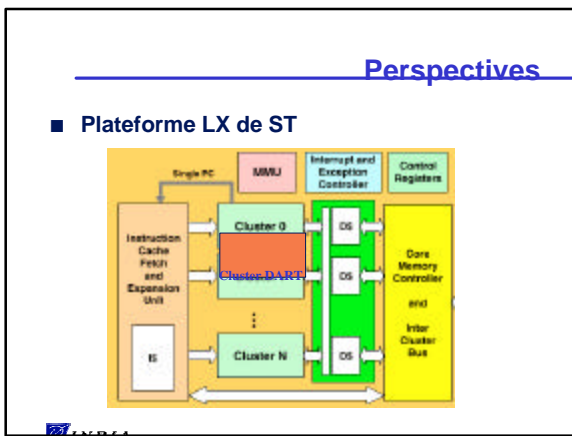 Perspectives
■ Plateforme LX de ST
Single PC
MMU
Interrupt and
Exception
Controller
Control
Registers
Instruction
Cache
Fetch
and
Expansion
Unit
IS
Cluster 0
Cluster DART
Cluster N
DS
DS
DS
Core
Memory
Controller
and
Inter
Cluster
Bus